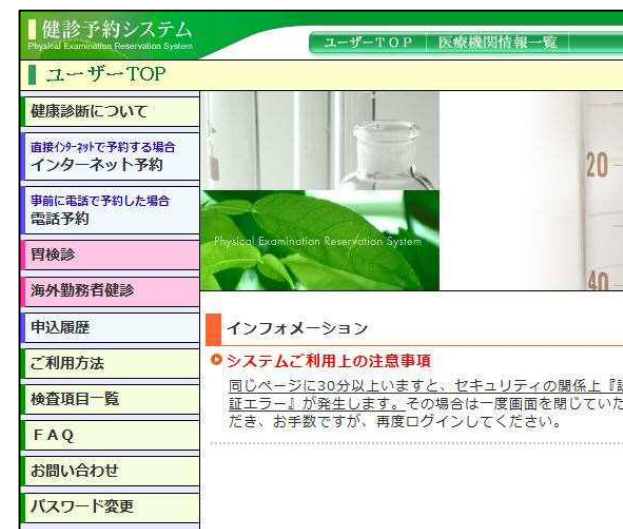 健診予約システム
Physical Examination Reservation System
ユーザーTOP 医療機関情報一覧
ユーザーTOP
健康診断について
直接インターネットで予約する場合
インターネット予約
事前に電話で予約した場合
電話予約
胃検診
海外勤務者健診
申込履歴
ご利用方法
検査項目一覧
FAQ
お問い合わせ
パスワード変更
Physical Examination Reservation System
20
40
インフォメーション
システムご利用上の注意事項
同じページに30分以上いますと、セキュリティの関係上『認
証エラー』が発生します。その場合は一度画面を閉じていた
だき、お手数ですが、再度ログインしてください。